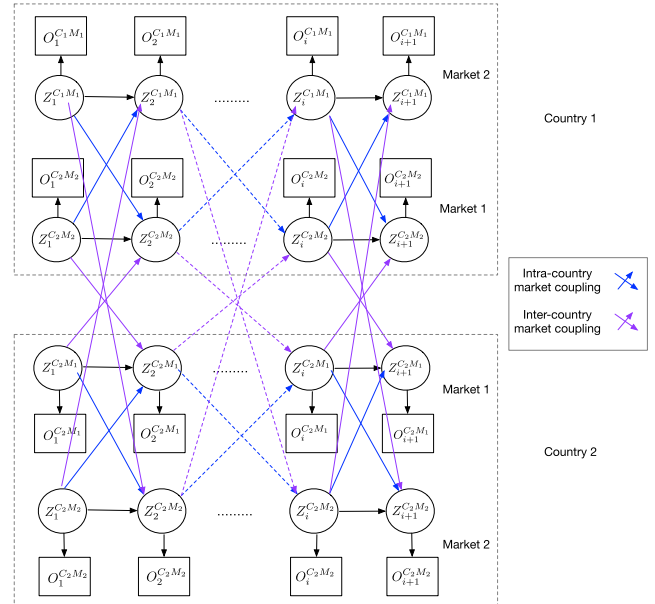 $O_1^{C_1M_1}$ $O_2^{C_1M_1}$ $O_i^{C_1M_1}$ $O_{i+1}^{C_1M_1}$
Market 2
$Z_1^{C_1M_1}$ $Z_2^{C_1M_1}$ ........ $Z_i^{C_1M_1}$ $Z_{i+1}^{C_1M_1}$
Country 1
$O_1^{C_2M_2}$ $O_2^{C_2M_2}$ $O_i^{C_2M_2}$ $O_{i+1}^{C_2M_2}$
Market 1
$Z_1^{C_2M_2}$ $Z_2^{C_2M_2}$ ........ $Z_i^{C_2M_2}$ $Z_{i+1}^{C_2M_2}$
Intra-country
market coupling
Inter-country
market coupling
$Z_1^{C_2M_1}$ $Z_2^{C_2M_1}$ ........ $Z_i^{C_2M_1}$ $Z_{i+1}^{C_2M_1}$
Market 1
$O_1^{C_2M_1}$ $O_2^{C_2M_1}$ $O_i^{C_2M_1}$ $O_{i+1}^{C_2M_1}$
Country 2
$Z_1^{C_2M_2}$ $Z_2^{C_2M_2}$ ........ $Z_i^{C_2M_2}$ $Z_{i+1}^{C_2M_2}$
Market 2
$O_1^{C_2M_2}$ $O_2^{C_2M_2}$ $O_i^{C_2M_2}$ $O_{i+1}^{C_2M_2}$